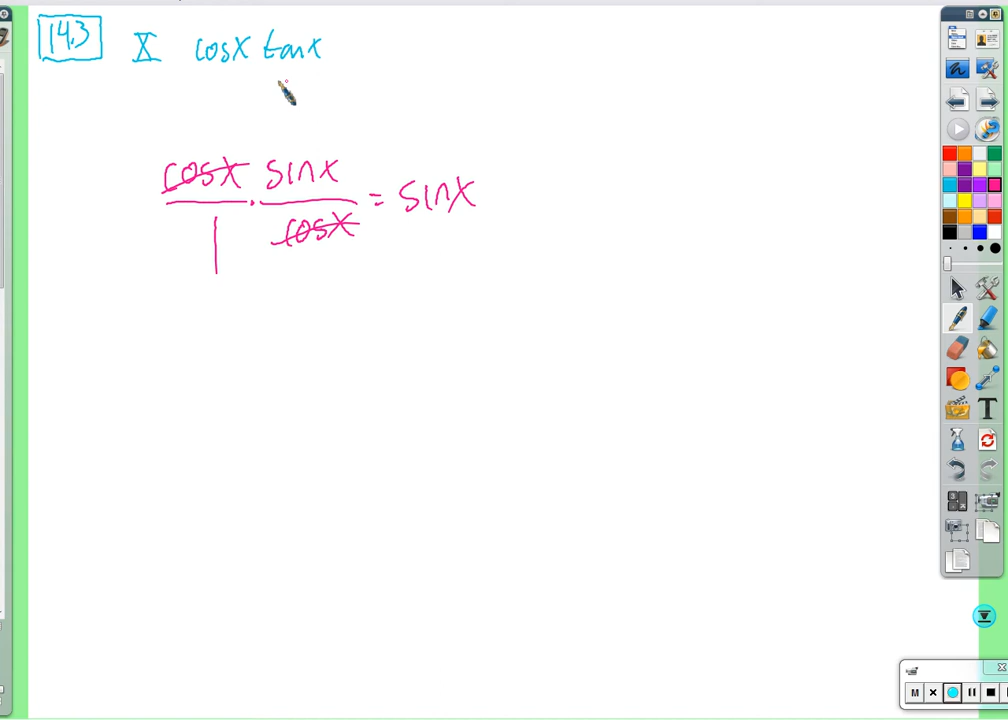 14.3 X cosx tanx
cosx/1 · sinx/cosx = sinx
M